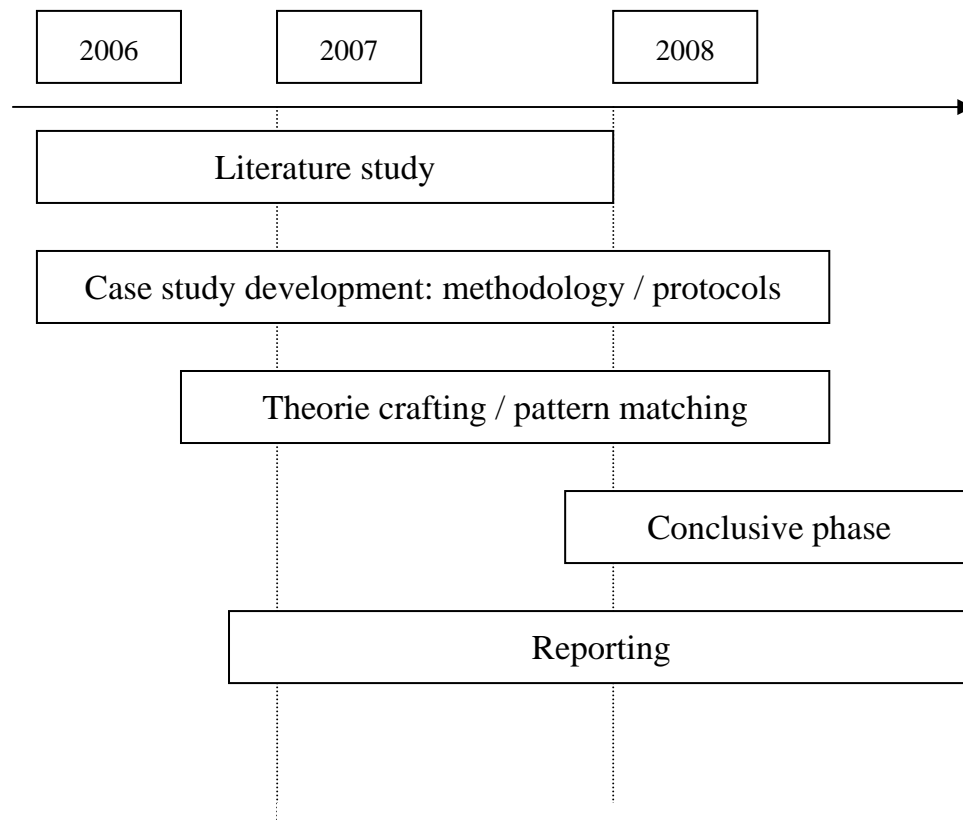 2006
2007
2008
Literature study
Case study development: methodology / protocols
Theorie crafting / pattern matching
Conclusive phase
Reporting